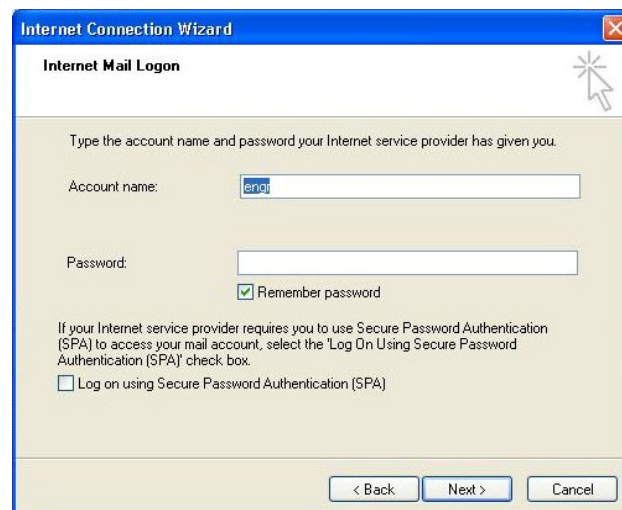 Internet Connection Wizard
Internet Mail Logon
Type the account name and password your Internet service provider has given you.
Account name:
engr
Password:
Remember password
If your Internet service provider requires you to use Secure Password Authentication
(SPA) to access your mail account, select the 'Log On Using Secure Password
Authentication (SPA)' check box.
Log on using Secure Password Authentication (SPA)
< Back
Next >
Cancel